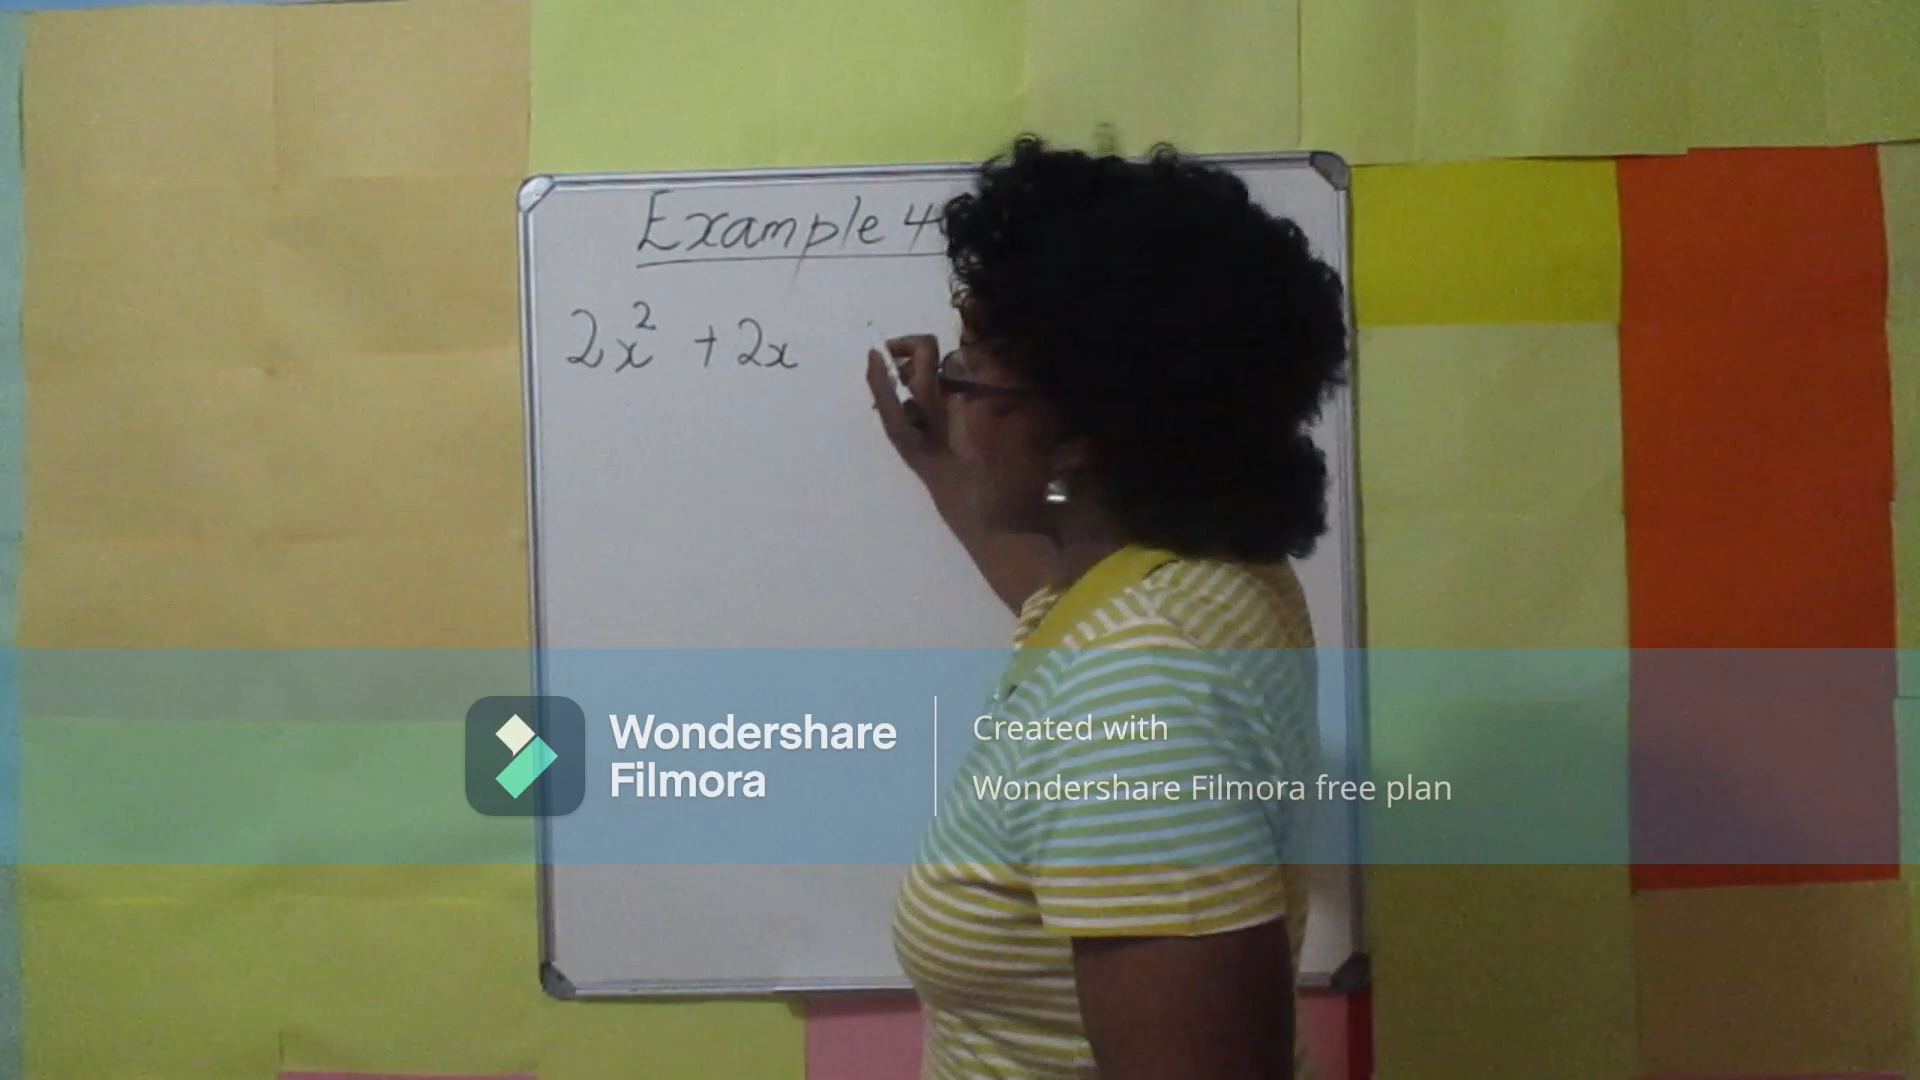 Example 4
2x² + 2x
Wondershare
Filmora
Created with
Wondershare Filmora free plan